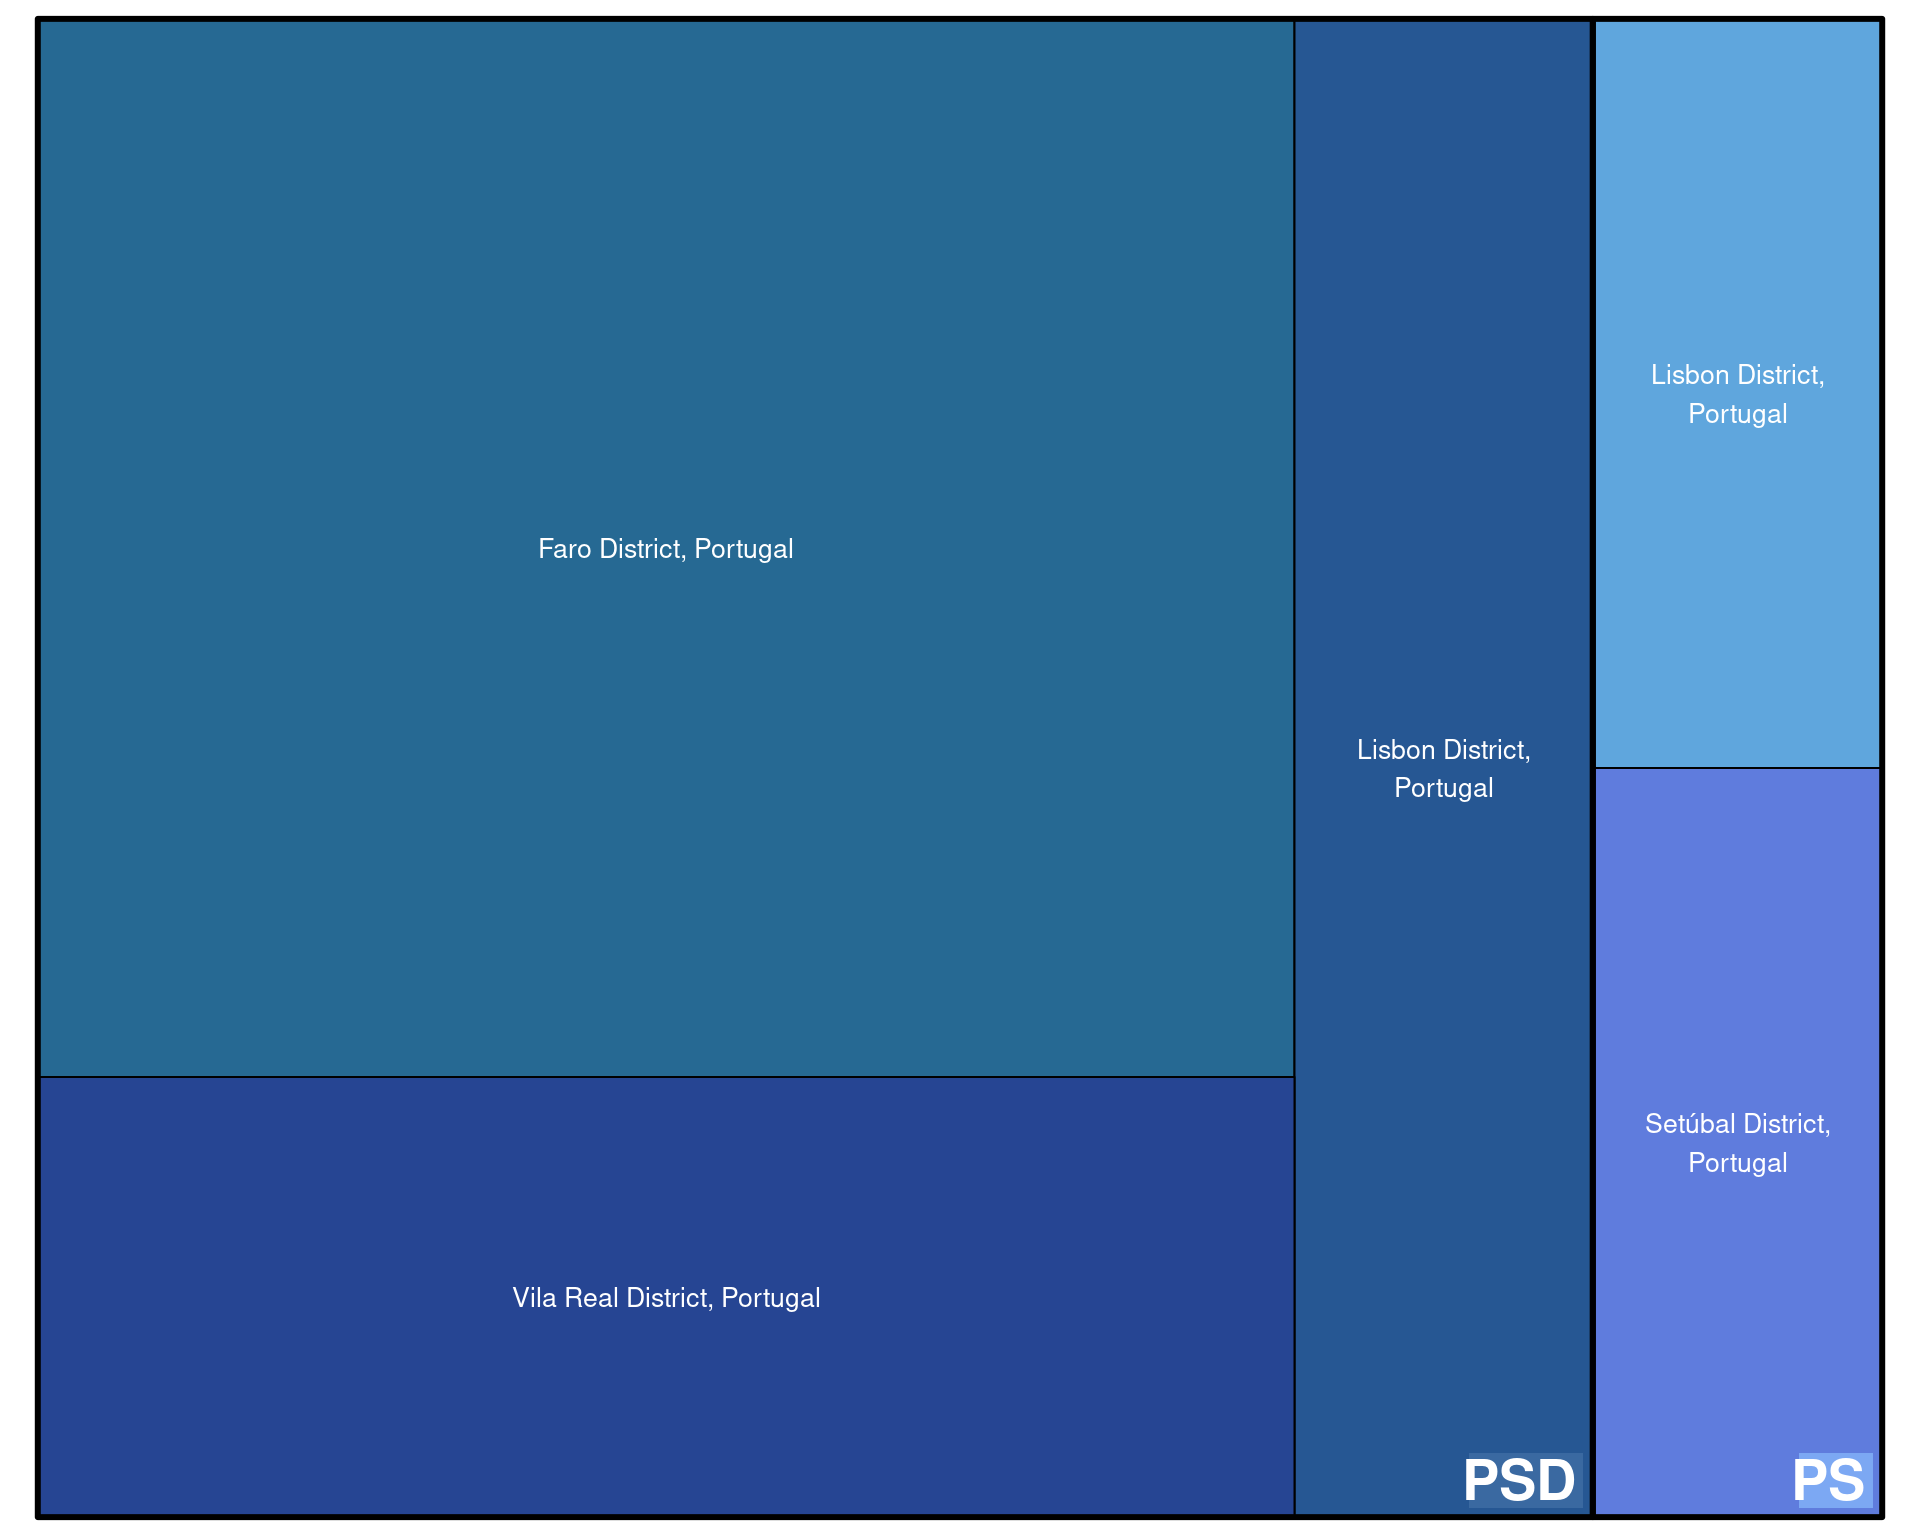 Faro District, Portugal
Vila Real District, Portugal
Lisbon District,
Portugal
PSD
Lisbon District,
Portugal
Setúbal District,
Portugal
PS